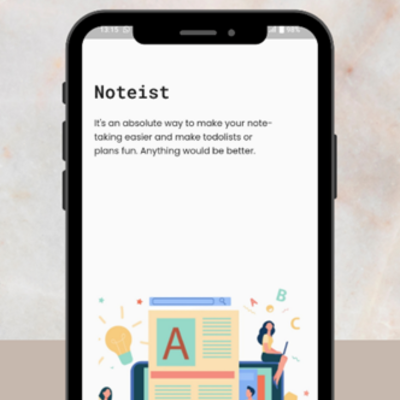 13:15
98%
Noteist
It's an absolute way to make your note-
taking easier and make todolists or
plans fun. Anything would be better.
A
B
A
C